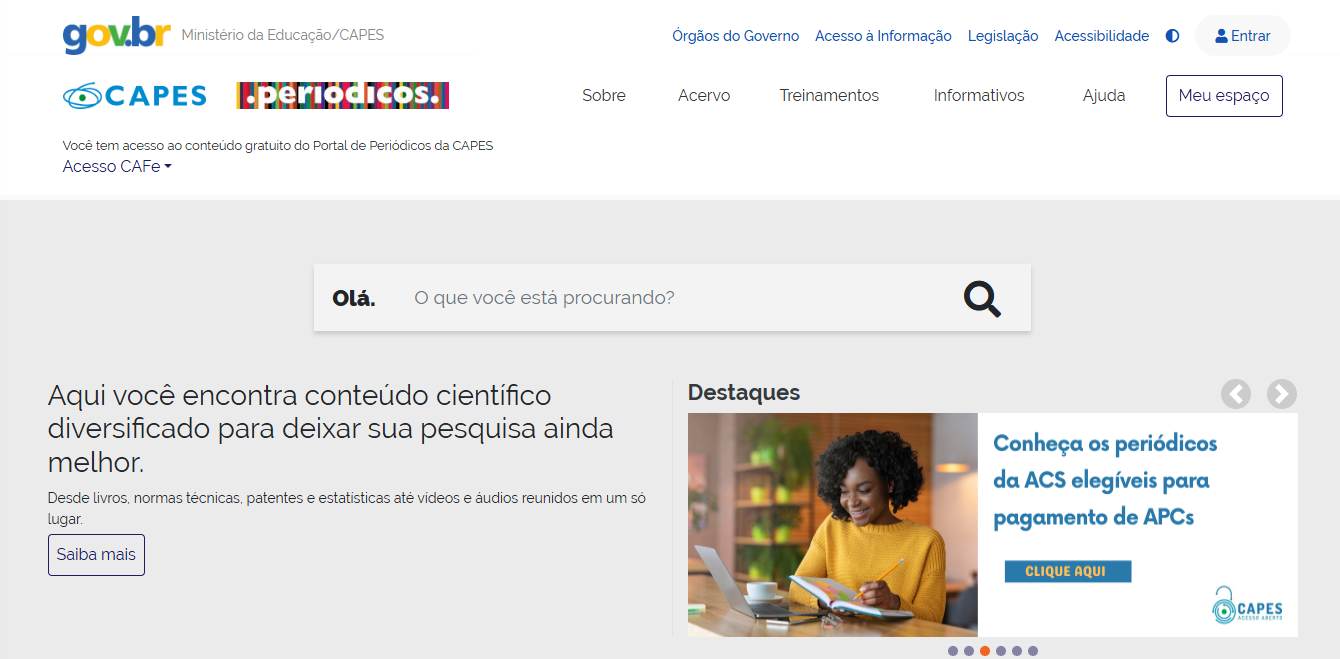 gov.br Ministério da Educação/CAPES
Órgãos do Governo Acesso à Informação Legislação Acessibilidade Entrar
CAPES .periodicos. Sobre Acervo Treinamentos Informativos Ajuda Meu espaço
Você tem acesso ao conteúdo gratuito do Portal de Periódicos da CAPES
Acesso CAFe
Olá. O que você está procurando?
Aqui você encontra conteúdo científico
diversificado para deixar sua pesquisa ainda
melhor.
Desde livros, normas técnicas, patentes e estatísticas até vídeos e áudios reunidos em um só
lugar.
Saiba mais
Destaques
Conheça os periódicos
da ACS elegíveis para
pagamento de APCs
CLIQUE AQUI
CAPES
ACESSO ABERTO